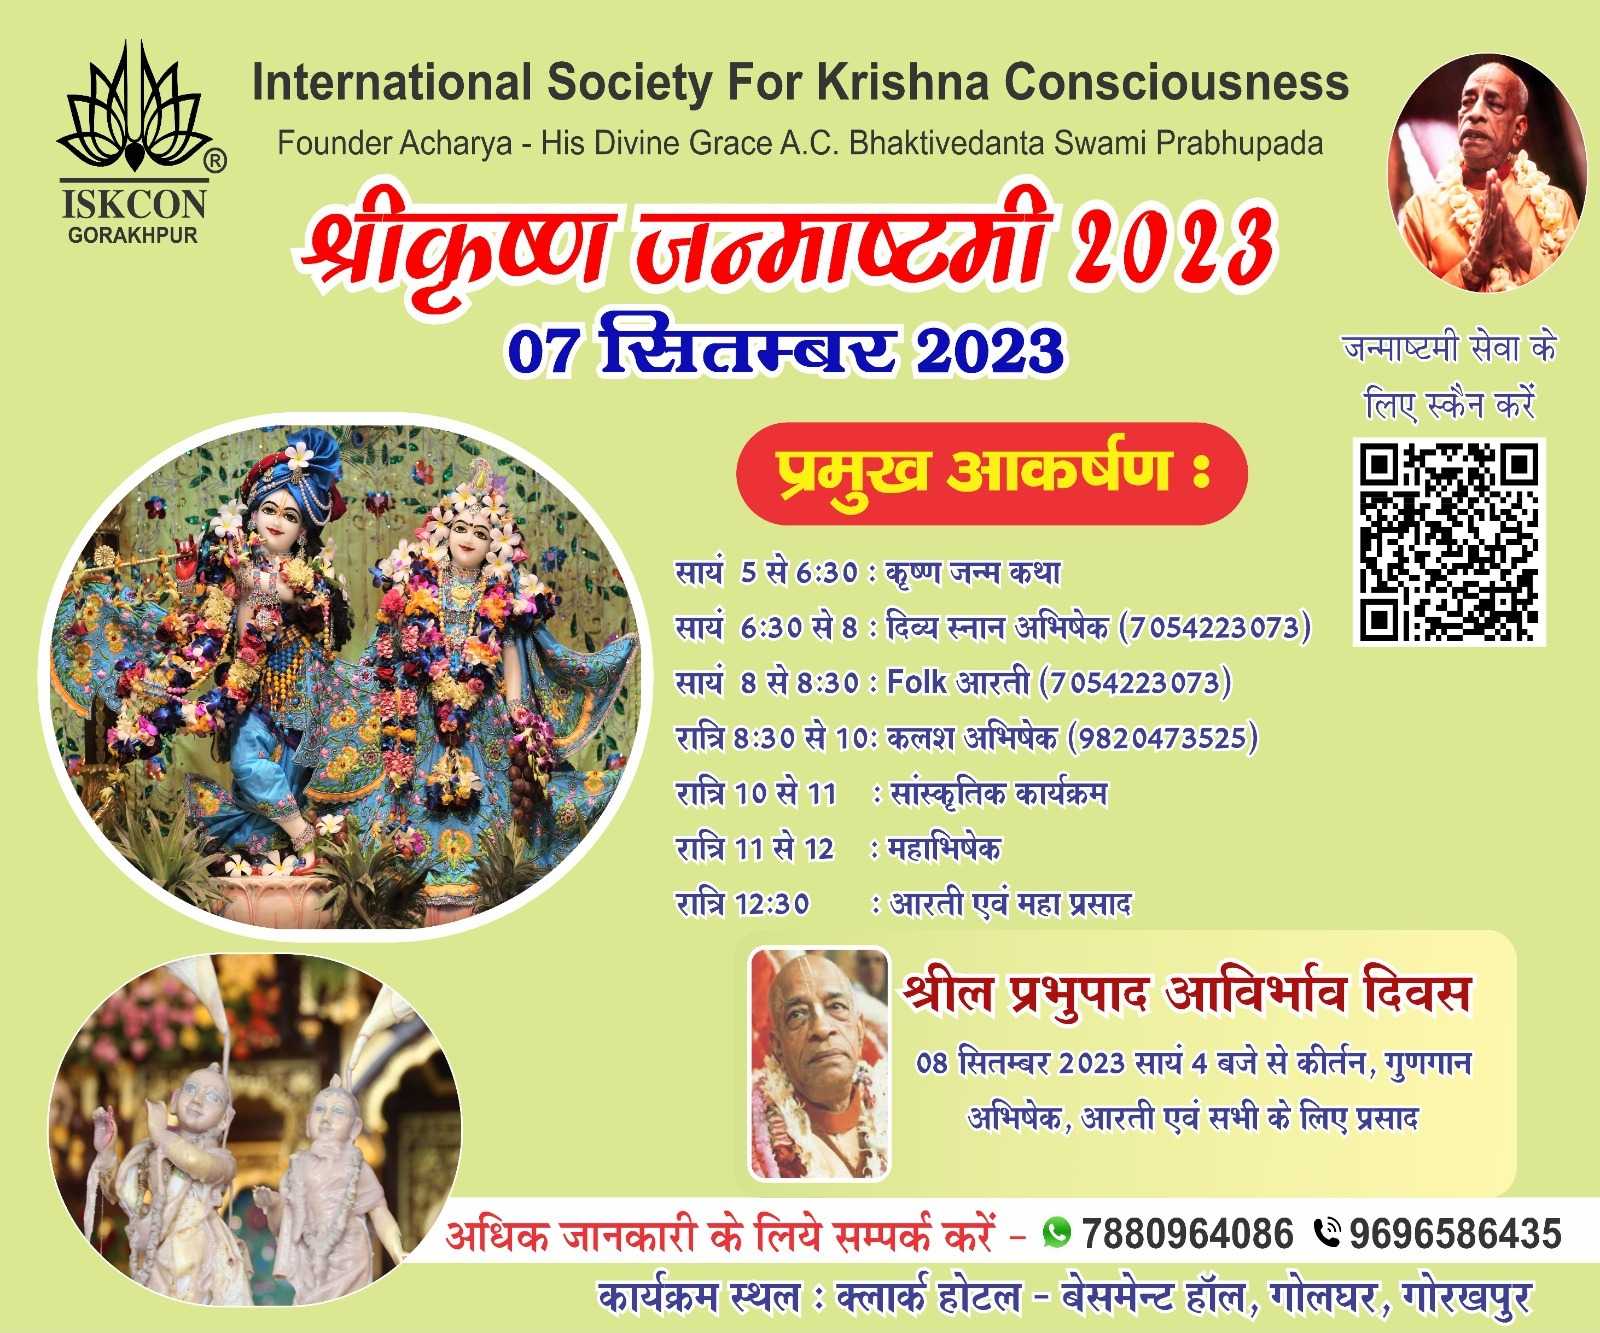 International Society For Krishna Consciousness
Founder Acharya - His Divine Grace A.C. Bhaktivedanta Swami Prabhupada
®
ISKCON
GORAKHPUR
श्रीकृष्ण जन्माष्टमी 2023
07 सितम्बर 2023
जन्माष्टमी सेवा के
लिए स्कैन करें
प्रमुख आकर्षण :
सायं 5 से 6:30 : कृष्ण जन्म कथा
सायं 6:30 से 8 : दिव्य स्नान अभिषेक (7054223073)
सायं 8 से 8:30 : Folk आरती (7054223073)
रात्रि 8:30 से 10: कलश अभिषेक (9820473525)
रात्रि 10 से 11 : सांस्कृतिक कार्यक्रम
रात्रि 11 से 12 : महाभिषेक
रात्रि 12:30 : आरती एवं महा प्रसाद
श्रील प्रभुपाद आविर्भाव दिवस
08 सितम्बर 2023 सायं 4 बजे से कीर्तन, गुणगान
अभिषेक, आरती एवं सभी के लिए प्रसाद
अधिक जानकारी के लिये सम्पर्क करें - 7880964086 9696586435
कार्यक्रम स्थल : क्लार्क होटल - बेसमेन्ट हॉल, गोलघर, गोरखपुर